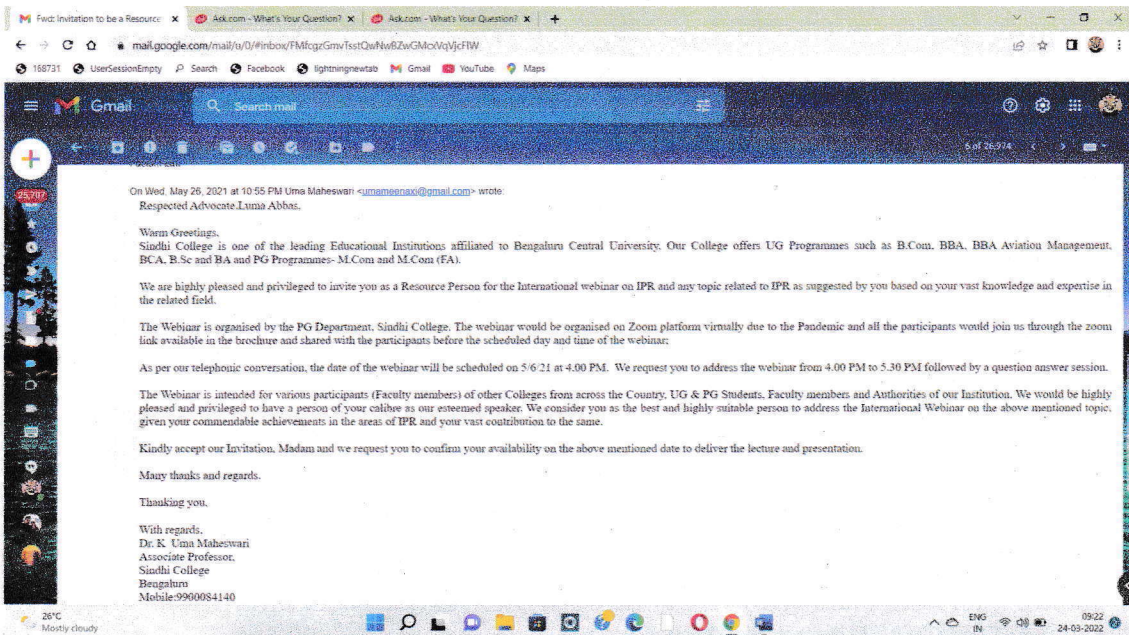 Fwd: Invitation to be a Resource
Ask.com - What's Your Question?
Ask.com - What's Your Question?
168731 UserSessionEmpty Search Facebook lightningnewtab Gmail YouTube Maps
Gmail
Search mail
6 of 26,974
25,707
On Wed, May 26, 2021 at 10:55 PM Uma Maheswari <umameenaxi@gmail.com> wrote:
Respected Advocate.Luma Abbas,
Warm Greetings,
Sindhi College is one of the leading Educational Institutions affiliated to Bengaluru Central University. Our College offers UG Programmes such as B.Com, BBA, BBA Aviation Management,
BCA, B.Sc and BA and PG Programmes- M.Com and M.Com (FA).
We are highly pleased and privileged to invite you as a Resource Person for the International webinar on IPR and any topic related to IPR as suggested by you based on your vast knowledge and expertise in
the related field.
The Webinar is organised by the PG Department, Sindhi College. The webinar would be organised on Zoom platform virtually due to the Pandemic and all the participants would join us through the zoom
link available in the brochure and shared with the participants before the scheduled day and time of the webinar;
As per our telephonic conversation, the date of the webinar will be scheduled on 5/6/21 at 4.00 PM. We request you to address the webinar from 4.00 PM to 5.30 PM followed by a question answer session.
The Webinar is intended for various participants (Faculty members) of other Colleges from across the Country, UG & PG Students, Faculty members and Authorities of our Institution. We would be highly
pleased and privileged to have a person of your calibre as our esteemed speaker. We consider you as the best and highly suitable person to address the International Webinar on the above mentioned topic,
given your commendable achievements in the areas of IPR and your vast contribution to the same.
Kindly accept our Invitation, Madam and we request you to confirm your availability on the above mentioned date to deliver the lecture and presentation.
Many thanks and regards.
Thanking you,
With regards,
Dr. K Uma Maheswari
Associate Professor,
Sindhi College
Bengaluru
Mobile:9900084140
26°C
Mostly cloudy
ENG
IN
09:22
24-03-2022